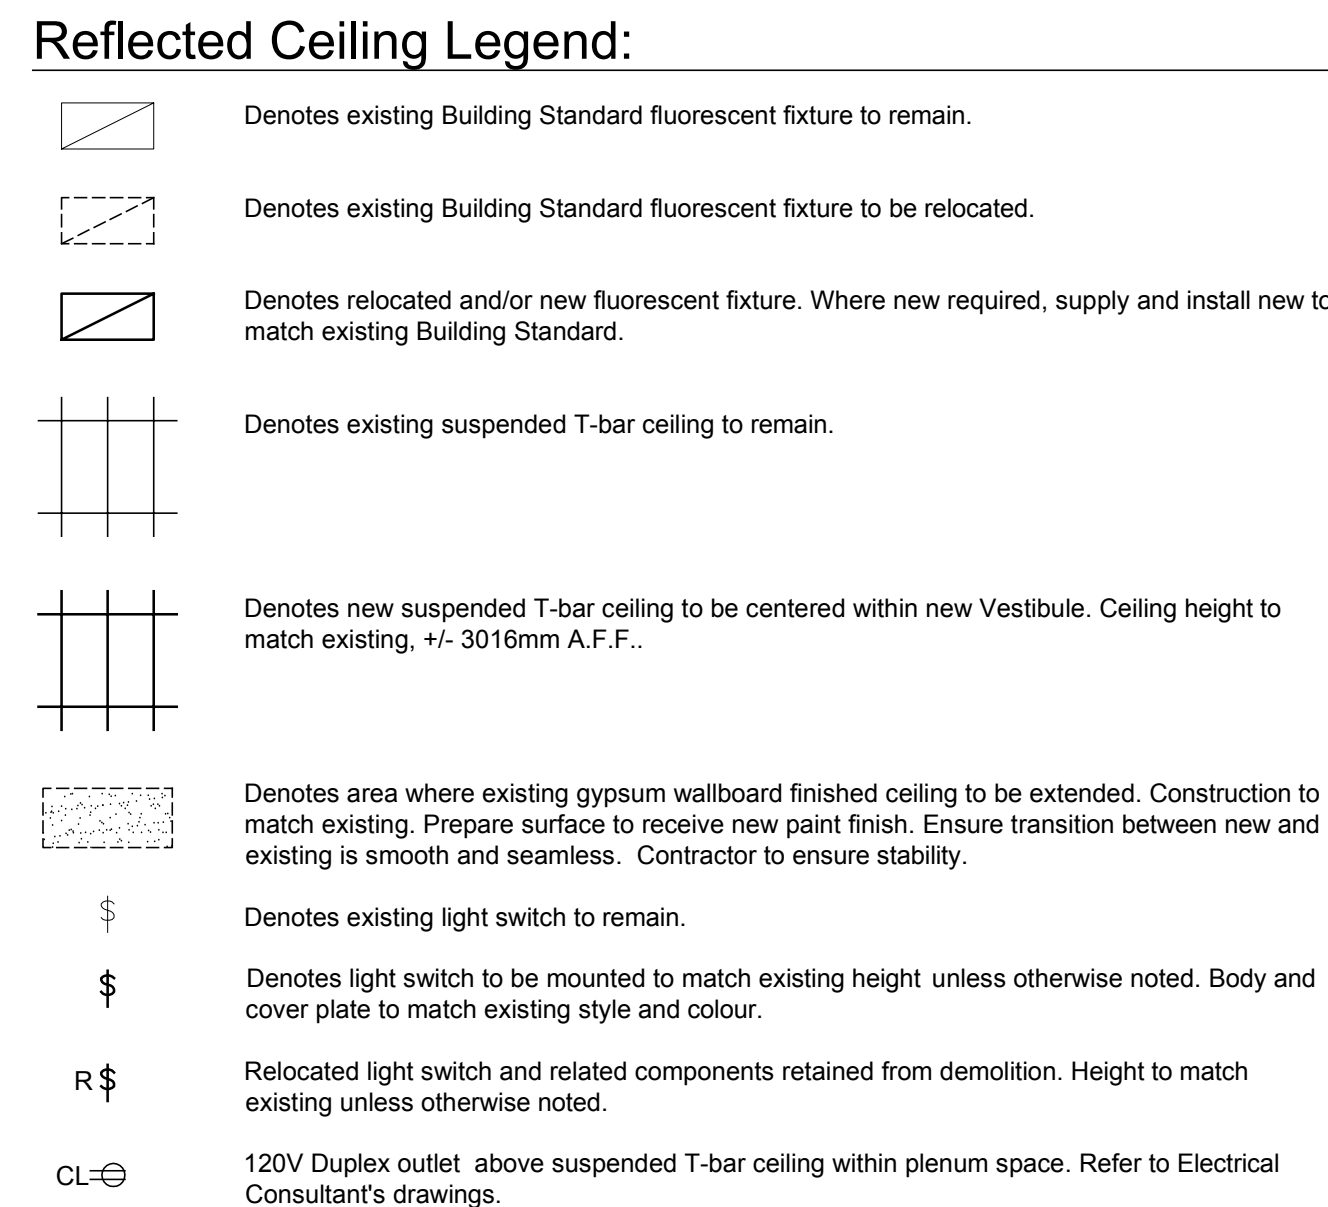 Reflected Ceiling Legend:
Denotes existing Building Standard fluorescent fixture to remain.
Denotes existing Building Standard fluorescent fixture to be relocated.
Denotes relocated and/or new fluorescent fixture. Where new required, supply and install new to
match existing Building Standard.
Denotes existing suspended T-bar ceiling to remain.
Denotes new suspended T-bar ceiling to be centered within new Vestibule. Ceiling height to
match existing, +/- 3016mm A.F.F..
Denotes area where existing gypsum wallboard finished ceiling to be extended. Construction to
match existing. Prepare surface to receive new paint finish. Ensure transition between new and
existing is smooth and seamless. Contractor to ensure stability.
$ Denotes existing light switch to remain.
$ Denotes light switch to be mounted to match existing height unless otherwise noted. Body and
cover plate to match existing style and colour.
R $ Relocated light switch and related components retained from demolition. Height to match
existing unless otherwise noted.
CL 120V Duplex outlet above suspended T-bar ceiling within plenum space. Refer to Electrical
Consultant's drawings.